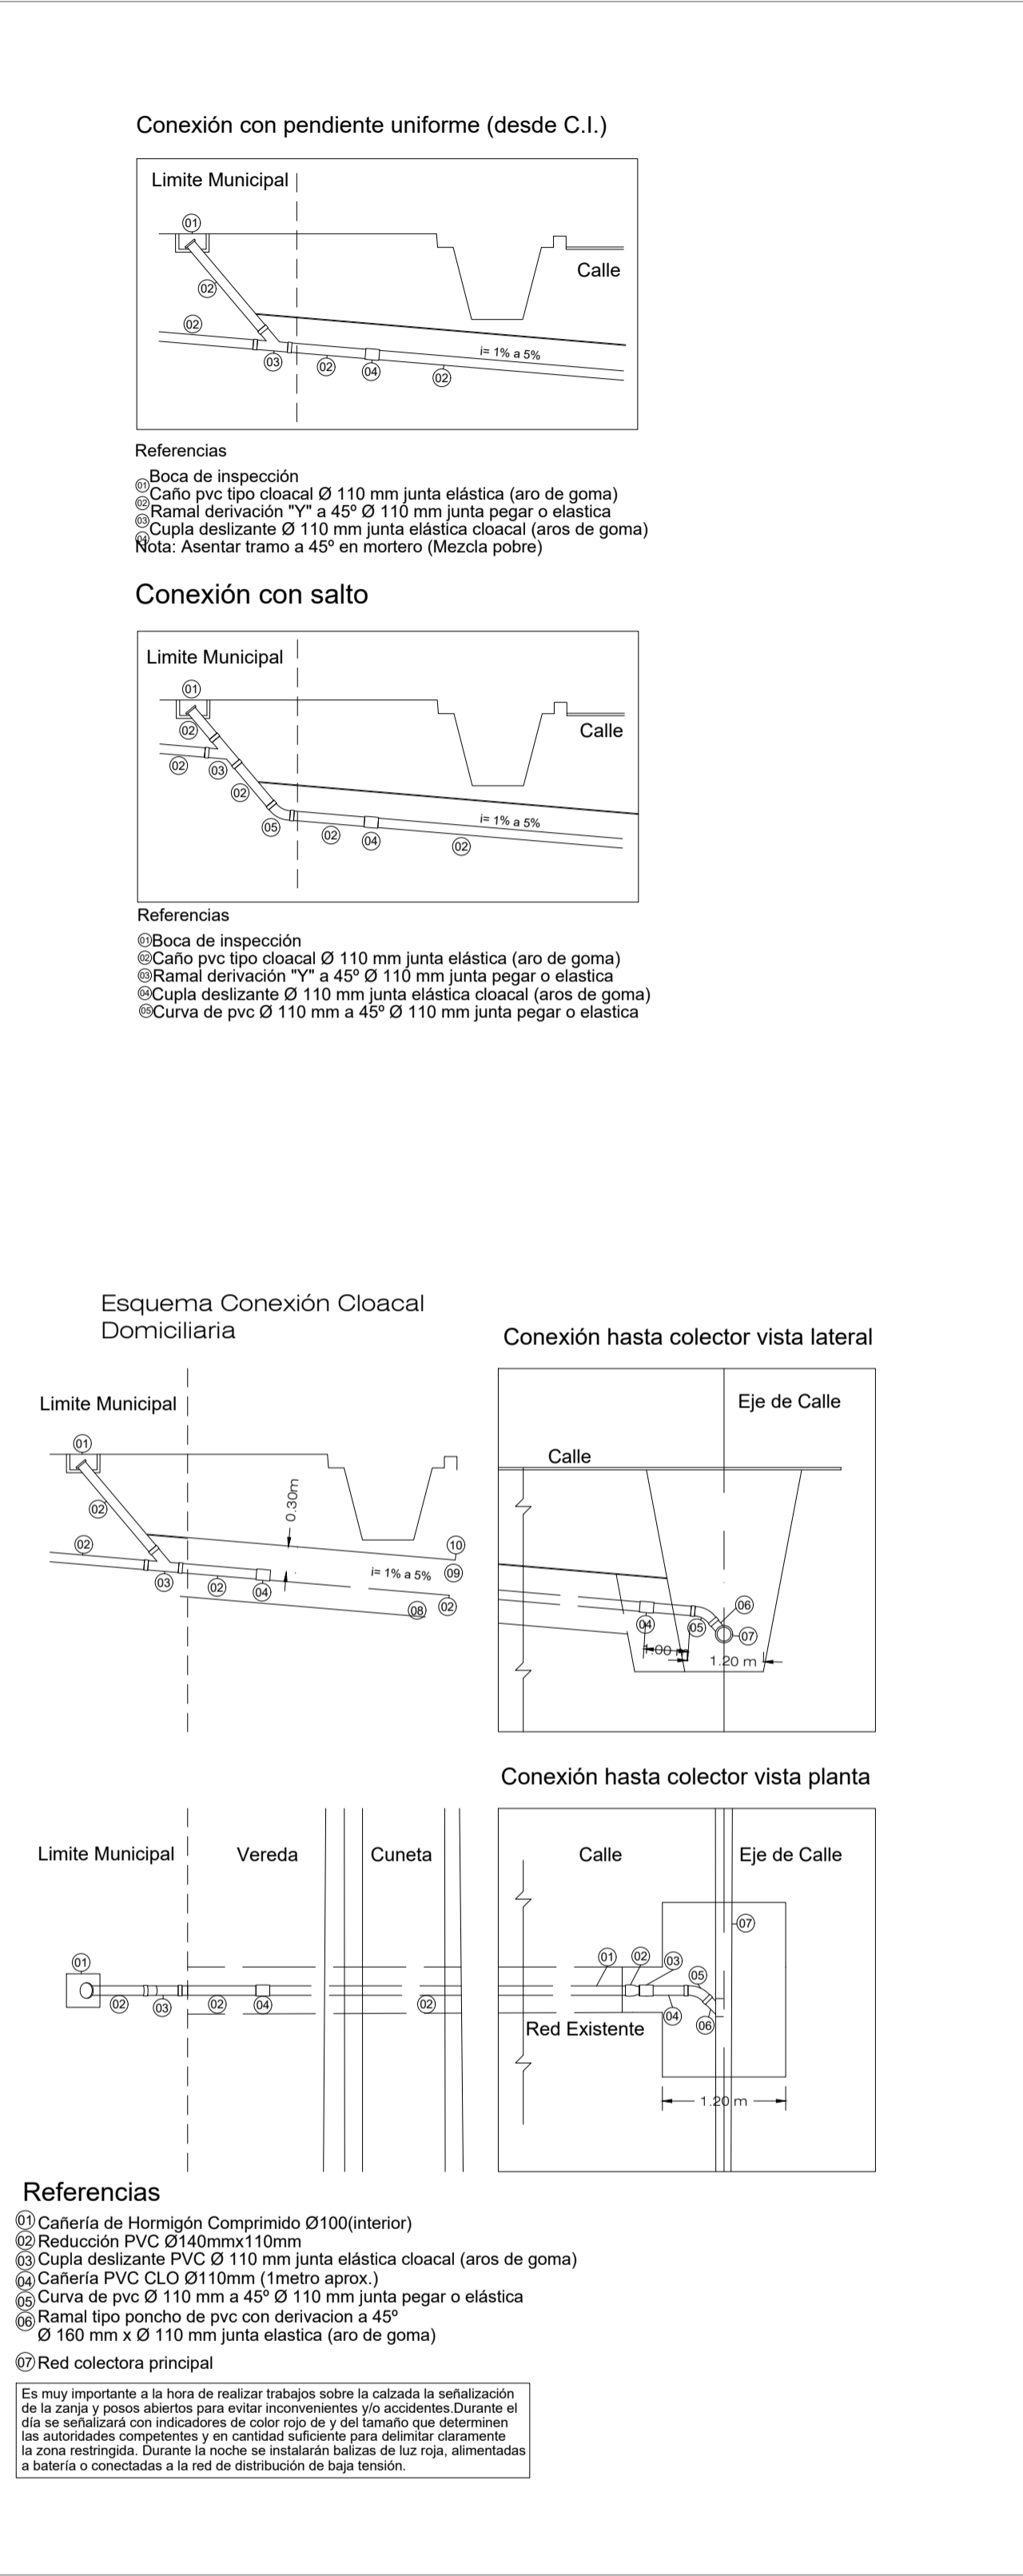 Conexión con pendiente uniforme (desde C.I.)
Limite Municipal
01
02
Calle
02
i= 1% a 5%
03
02
04
02
Referencias
01 Boca de inspección
02 Caño pvc tipo cloacal Ø 110 mm junta elástica (aro de goma)
03 Ramal derivación "Y" a 45º Ø 110 mm junta pegar o elastica
04 Cupla deslizante Ø 110 mm junta elástica cloacal (aros de goma)
Nota: Asentar tramo a 45º en mortero (Mezcla pobre)
Conexión con salto
Limite Municipal
01
02
Calle
02
03
02
i= 1% a 5%
05
02
04
02
Referencias
01 Boca de inspección
02 Caño pvc tipo cloacal Ø 110 mm junta elástica (aro de goma)
03 Ramal derivación "Y" a 45º Ø 110 mm junta pegar o elastica
04 Cupla deslizante Ø 110 mm junta elástica cloacal (aros de goma)
05 Curva de pvc Ø 110 mm a 45º Ø 110 mm junta pegar o elastica
Esquema Conexión Cloacal
Domiciliaria
Limite Municipal
01
02
0.30m
02
10
i= 1% a 5%
09
03
02
04
08
02
Conexión hasta colector vista lateral
Eje de Calle
Calle
06
04
05
07
1.00 m
1.20 m
Conexión hasta colector vista planta
Limite Municipal
Vereda
Cuneta
Calle
Eje de Calle
07
01
02
03
02
04
02
01
02
03
05
04
06
Red Existente
1.20 m
Referencias
01 Cañería de Hormigón Comprimido Ø100(interior)
02 Reducción PVC Ø140mmx110mm
03 Cupla deslizante PVC Ø 110 mm junta elástica cloacal (aros de goma)
04 Cañería PVC CLO Ø110mm (1metro aprox.)
05 Curva de pvc Ø 110 mm a 45º Ø 110 mm junta pegar o elástica
06 Ramal tipo poncho de pvc con derivacion a 45º
Ø 160 mm x Ø 110 mm junta elastica (aro de goma)
07 Red colectora principal
Es muy importante a la hora de realizar trabajos sobre la calzada la señalización
de la zanja y posos abiertos para evitar inconvenientes y/o accidentes.Durante el
día se señalizará con indicadores de color rojo de y del tamaño que determinen
las autoridades competentes y en cantidad suficiente para delimitar claramente
la zona restringida. Durante la noche se instalarán balizas de luz roja, alimentadas
a batería o conectadas a la red de distribución de baja tensión.